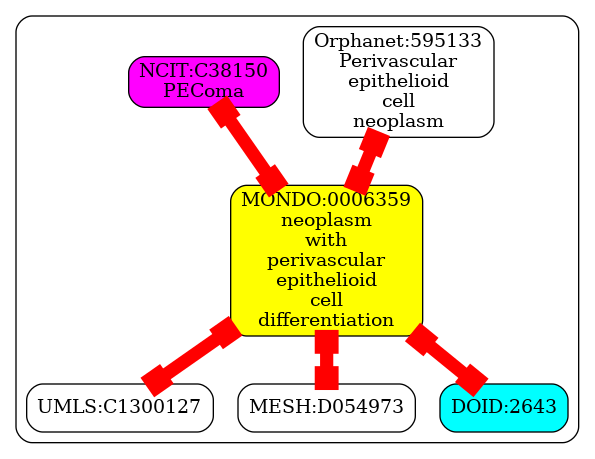 NCIT:C38150
PEComa
Orphanet:595133
Perivascular
epithelioid
cell
neoplasm
MONDO:0006359
neoplasm
with
perivascular
epithelioid
cell
differentiation
UMLS:C1300127
MESH:D054973
DOID:2643